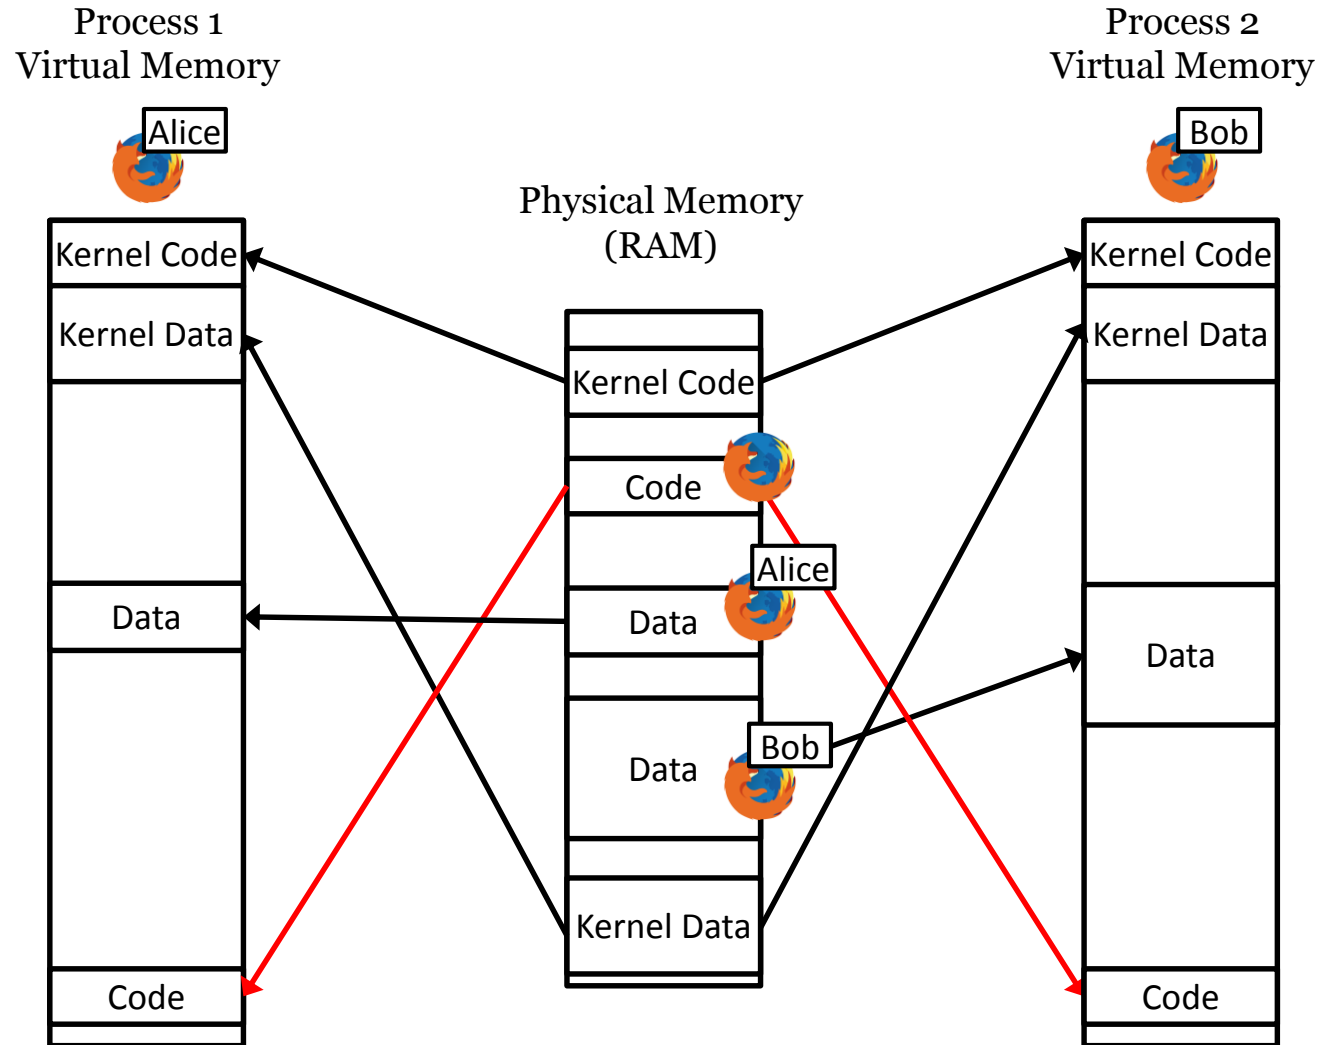 Process 1
Virtual Memory
Alice
Kernel Code
Kernel Data
Data
Code
Physical Memory
(RAM)
Kernel Code
Code
Alice
Data
Bob
Data
Kernel Data
Process 2
Virtual Memory
Bob
Kernel Code
Kernel Data
Data
Code